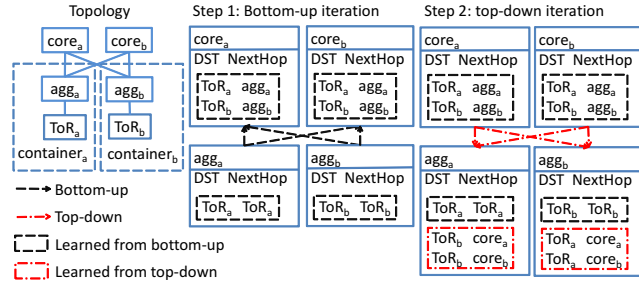 Topology
core_a core_b
agg_a agg_b
ToR_a ToR_b
container_a container_b
Bottom-up
Top-down
Learned from bottom-up
Learned from top-down
Step 1: Bottom-up iteration
core_a
DST NextHop
ToR_a agg_a
ToR_b agg_b
core_b
DST NextHop
ToR_a agg_a
ToR_b agg_b
agg_a
DST NextHop
ToR_a ToR_a
agg_b
DST NextHop
ToR_b ToR_b
Step 2: top-down iteration
core_a
DST NextHop
ToR_a agg_a
ToR_b agg_b
core_b
DST NextHop
ToR_a agg_a
ToR_b agg_b
agg_a
DST NextHop
ToR_a ToR_a
ToR_b core_a
ToR_b core_b
agg_b
DST NextHop
ToR_b ToR_b
ToR_a core_a
ToR_a core_b